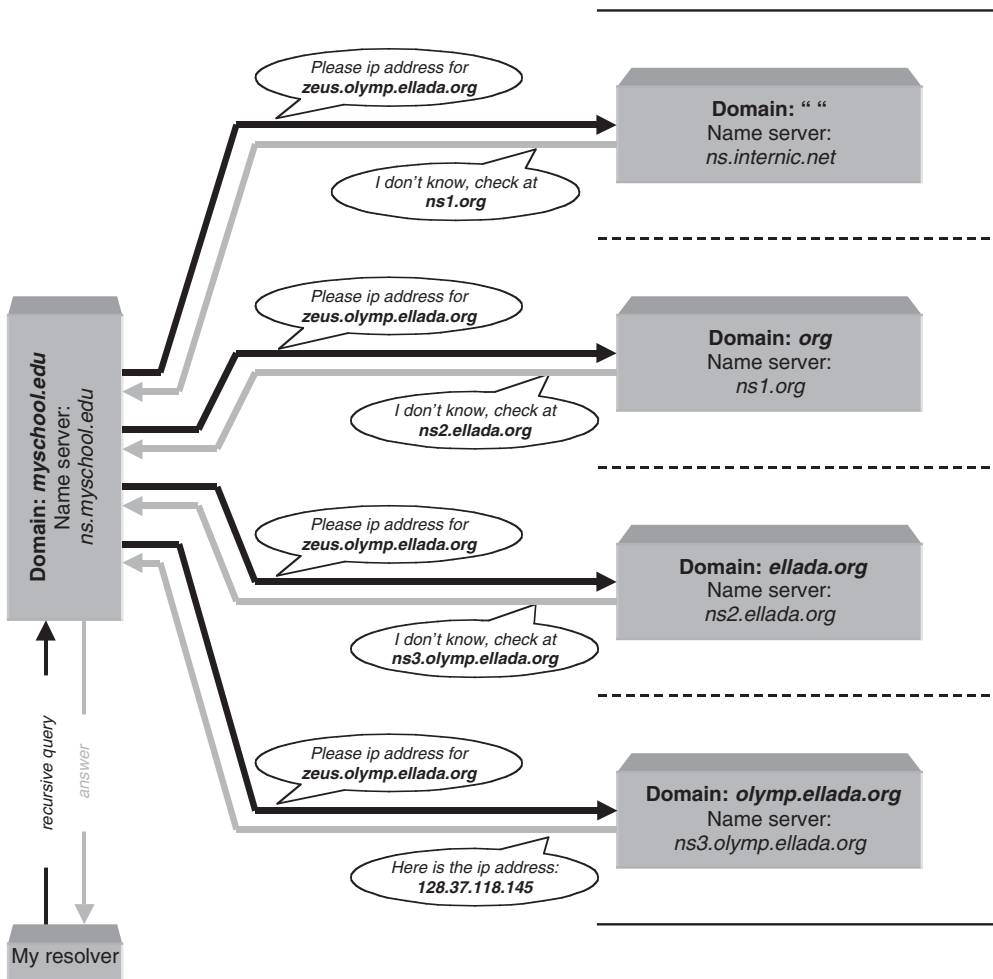 Please ip address for
zeus.olymp.ellada.org
Domain: “ “
Name server:
ns.internic.net
I don't know, check at
ns1.org
Please ip address for
zeus.olymp.ellada.org
Domain: org
Name server:
ns1.org
I don't know, check at
ns2.ellada.org
Domain: myschool.edu
Name server:
ns.myschool.edu
Please ip address for
zeus.olymp.ellada.org
Domain: ellada.org
Name server:
ns2.ellada.org
I don't know, check at
ns3.olymp.ellada.org
recursive query
answer
Please ip address for
zeus.olymp.ellada.org
Domain: olymp.ellada.org
Name server:
ns3.olymp.ellada.org
Here is the ip address:
128.37.118.145
My resolver